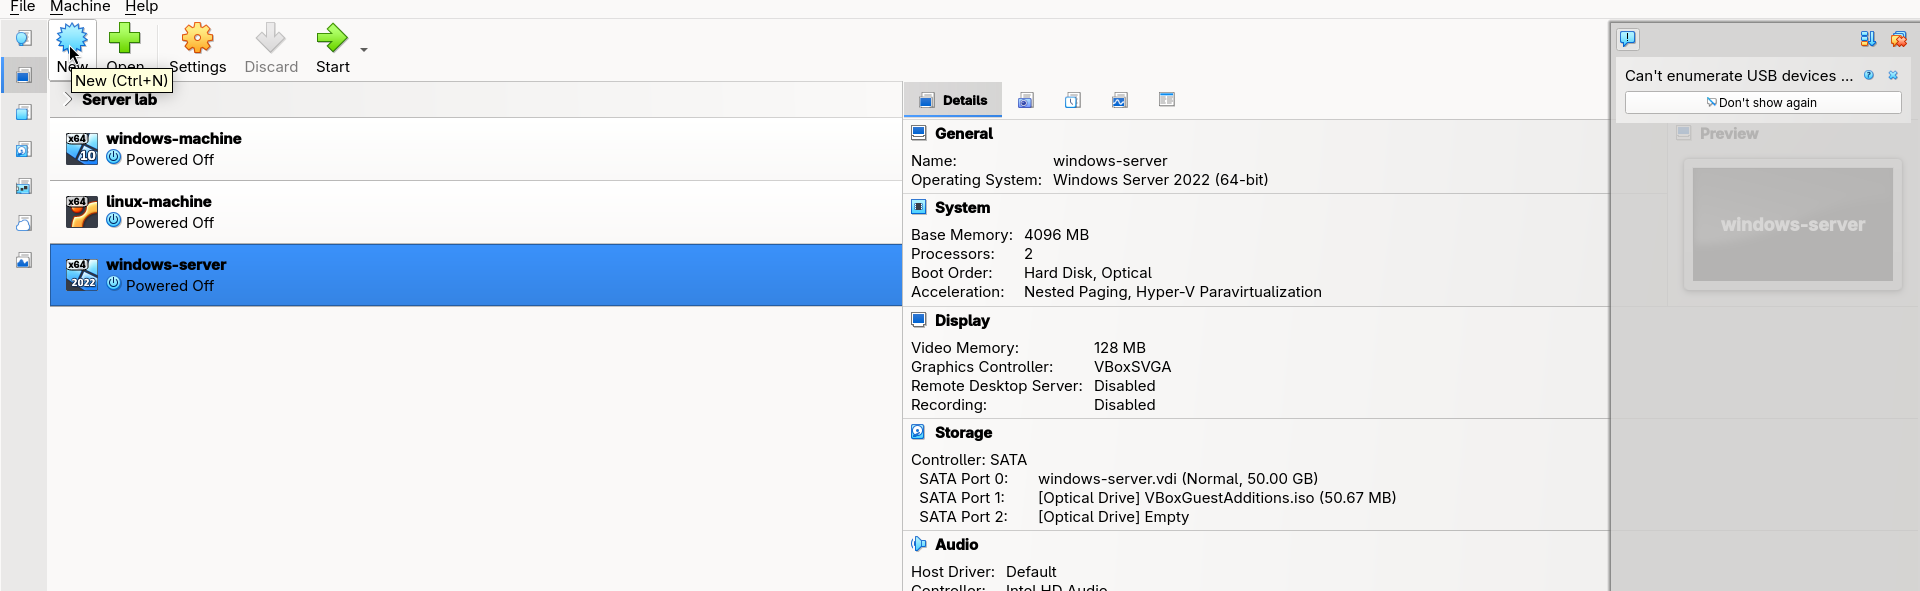 File Machine Help
New Open Settings Discard Start
New (Ctrl+N)
Server lab
x64 10 windows-machine
Powered Off
x64 linux-machine
Powered Off
x64 2022 windows-server
Powered Off
Details
General
Name: windows-server
Operating System: Windows Server 2022 (64-bit)
System
Base Memory: 4096 MB
Processors: 2
Boot Order: Hard Disk, Optical
Acceleration: Nested Paging, Hyper-V Paravirtualization
Display
Video Memory: 128 MB
Graphics Controller: VBoxSVGA
Remote Desktop Server: Disabled
Recording: Disabled
Storage
Controller: SATA
SATA Port 0: windows-server.vdi (Normal, 50.00 GB)
SATA Port 1: [Optical Drive] VBoxGuestAdditions.iso (50.67 MB)
SATA Port 2: [Optical Drive] Empty
Audio
Host Driver: Default
Controller: Intel HD Audio
Can't enumerate USB devices ...
Don't show again
Preview
windows-server